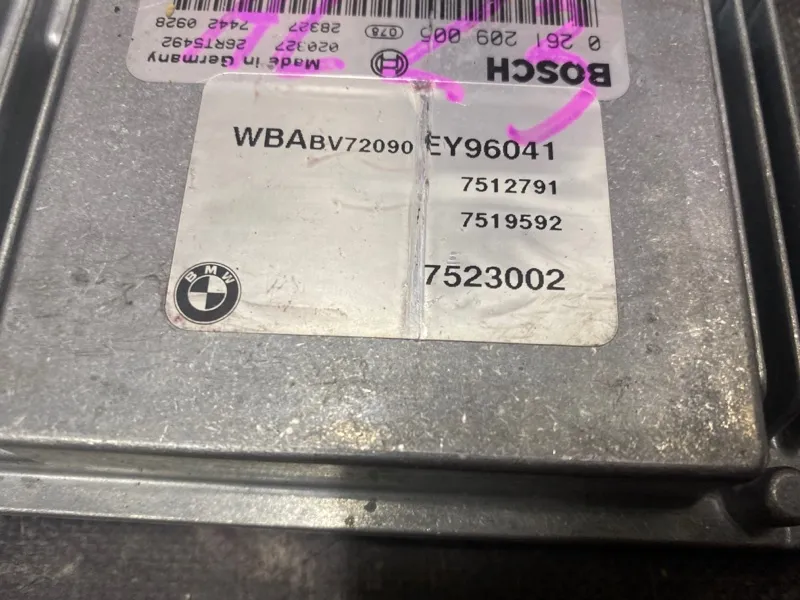 BOSCH
0 261 209 005
Made in Germany
26RT5492
020327
28327
078
7442 0928
WBABV72090 EY96041
7512791
7519592
7523002
BMW